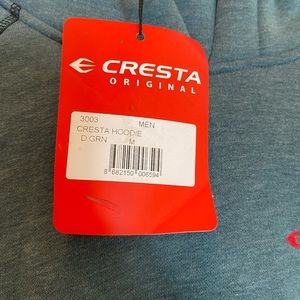 CRESTA
ORIGINAL
3003 MEN
CRESTA HOODIE
D.GRN M
8 682150 006594